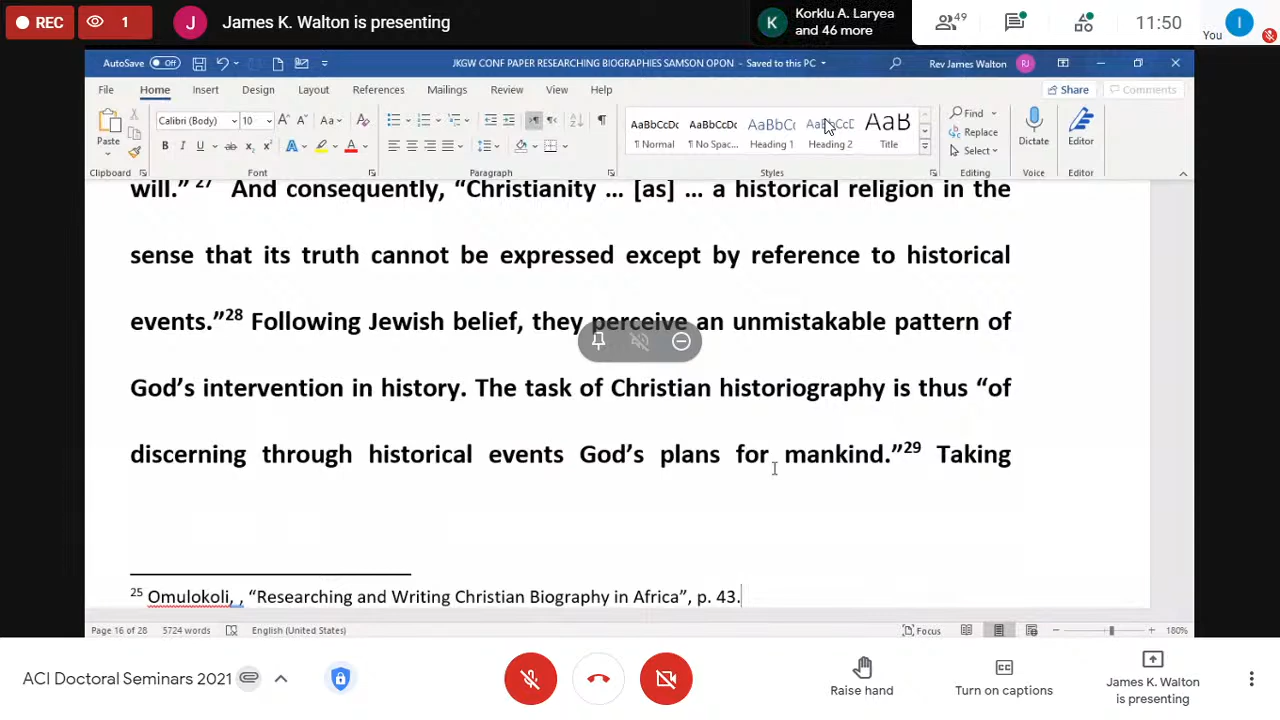 REC
1
J
James K. Walton is presenting
K
Korklu A. Laryea
and 46 more
49
11:50
You
I
AutoSave Off
JKGW CONF PAPER RESEARCHING BIOGRAPHIES SAMSON OPON – Saved to this PC
Rev James Walton
RJ
File Home Insert Design Layout References Mailings Review View Help
Share
Comments
Paste
Calibri (Body) 10
AaBbCcDc AaBbCcDc AaBbCc AaBbCcD AaB
¶ Normal ¶ No Spac... Heading 1 Heading 2 Title
Find
Replace
Select
Dictate
Editor
Clipboard Font Paragraph Styles Editing Voice Editor
will.” 27 And consequently, “Christianity ... [as] ... a historical religion in the
sense that its truth cannot be expressed except by reference to historical
events.”28 Following Jewish belief, they perceive an unmistakable pattern of
God’s intervention in history. The task of Christian historiography is thus “of
discerning through historical events God’s plans for mankind.”29 Taking
25 Omulokoli, , “Researching and Writing Christian Biography in Africa”, p. 43.
Page 16 of 28 5724 words English (United States)
Focus
180%
ACI Doctoral Seminars 2021
Raise hand
Turn on captions
James K. Walton
is presenting